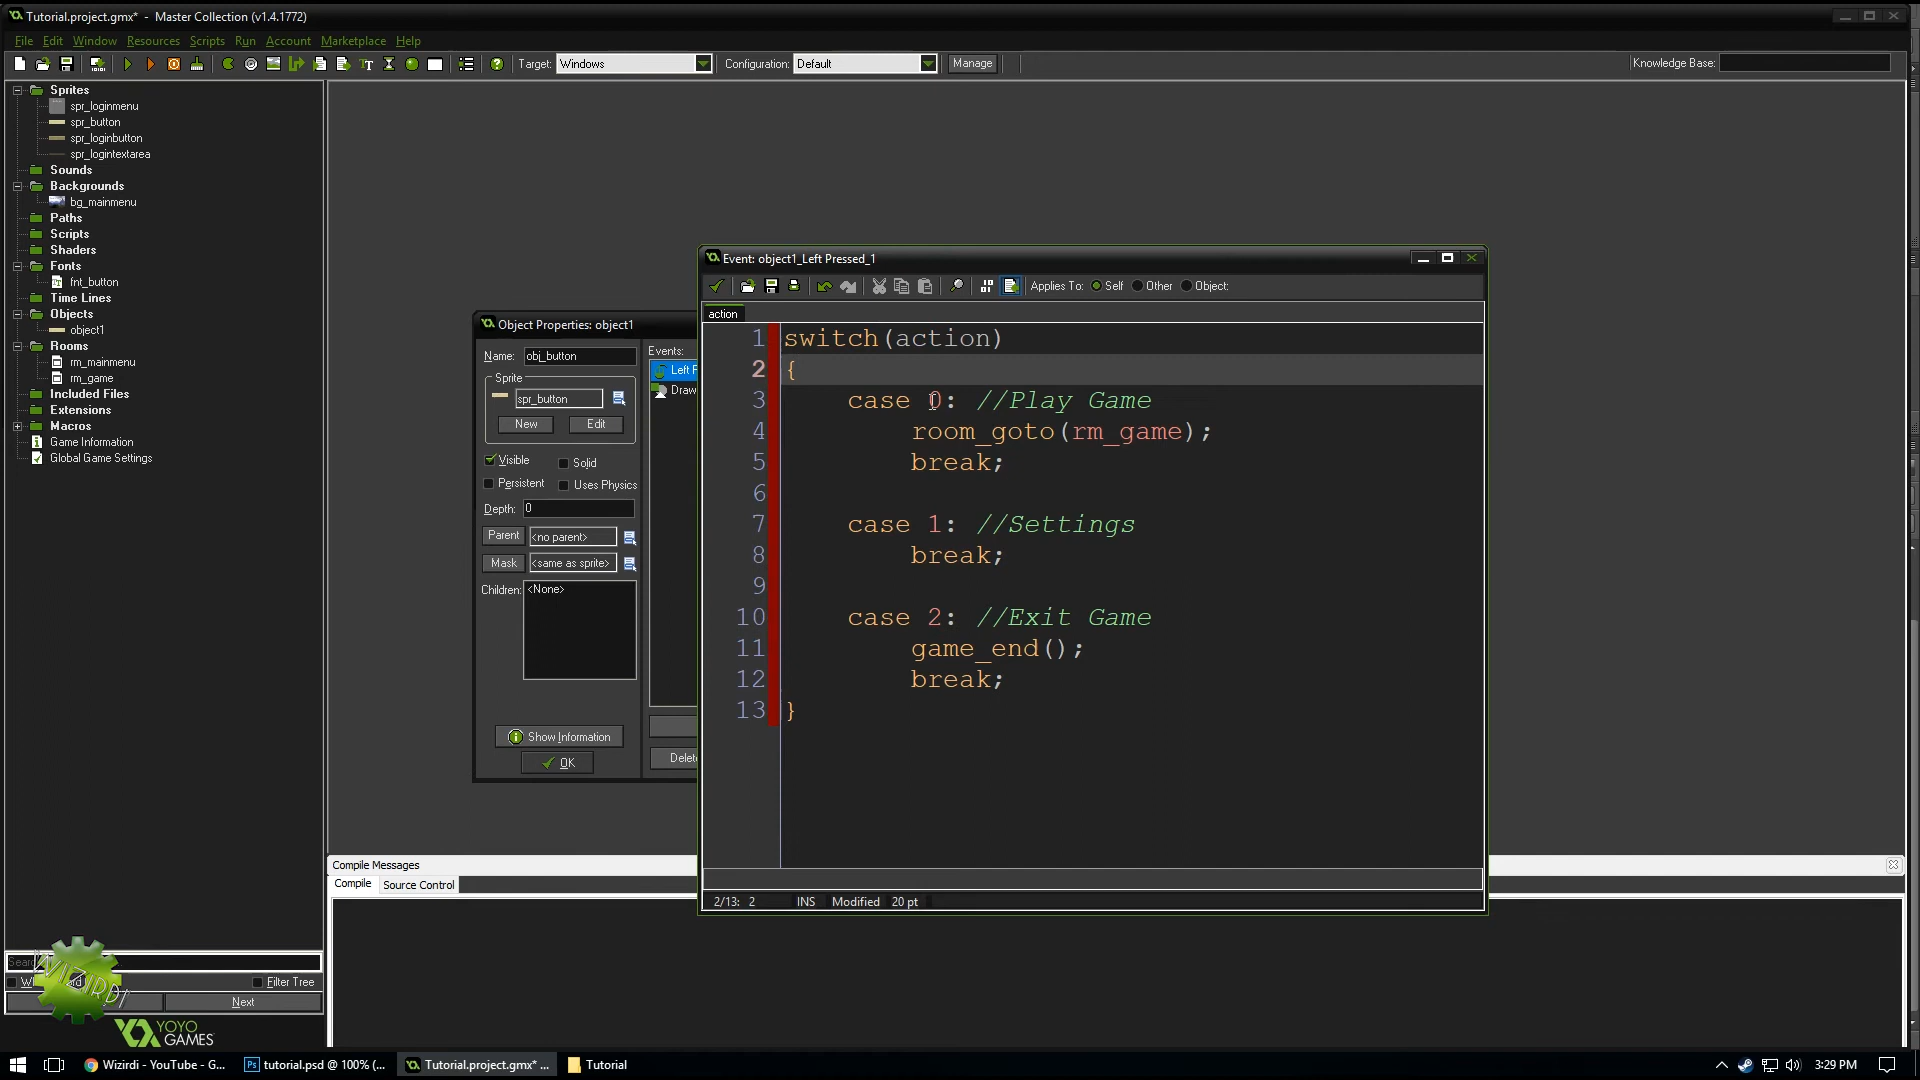 Tutorial.project.gmx* - Master Collection (v1.4.1772)
File Edit Window Resources Scripts Run Account Marketplace Help
Target: Windows Configuration: Default Manage Knowledge Base:
Sprites
spr_loginmenu
spr_button
spr_loginbutton
spr_logintextarea
Sounds
Backgrounds
bg_mainmenu
Paths
Scripts
Shaders
Fonts
fnt_button
Time Lines
Objects
object1
Rooms
rm_mainmenu
rm_game
Included Files
Extensions
Macros
Game Information
Global Game Settings
Filter Tree
Next
WIZIRDI
YOYO
GAMES
Object Properties: object1
Name: obj_button
Sprite
spr_button
New Edit
Visible Solid
Persistent Uses Physics
Depth: 0
Parent <no parent>
Mask <same as sprite>
Children: <None>
Show Information
OK
Events:
Left
Draw
Event: object1_Left Pressed_1
Applies To: Self Other Object:
action
1 switch(action)
2 {
3 case 0: //Play Game
4 room_goto(rm_game);
5 break;
6
7 case 1: //Settings
8 break;
9
10 case 2: //Exit Game
11 game_end();
12 break;
13 }
2/13: 2 INS Modified 20 pt
Compile Messages
Compile Source Control
Wizirdi - YouTube - G... tutorial.psd @ 100% (... Tutorial.project.gmx* ... Tutorial 3:29 PM